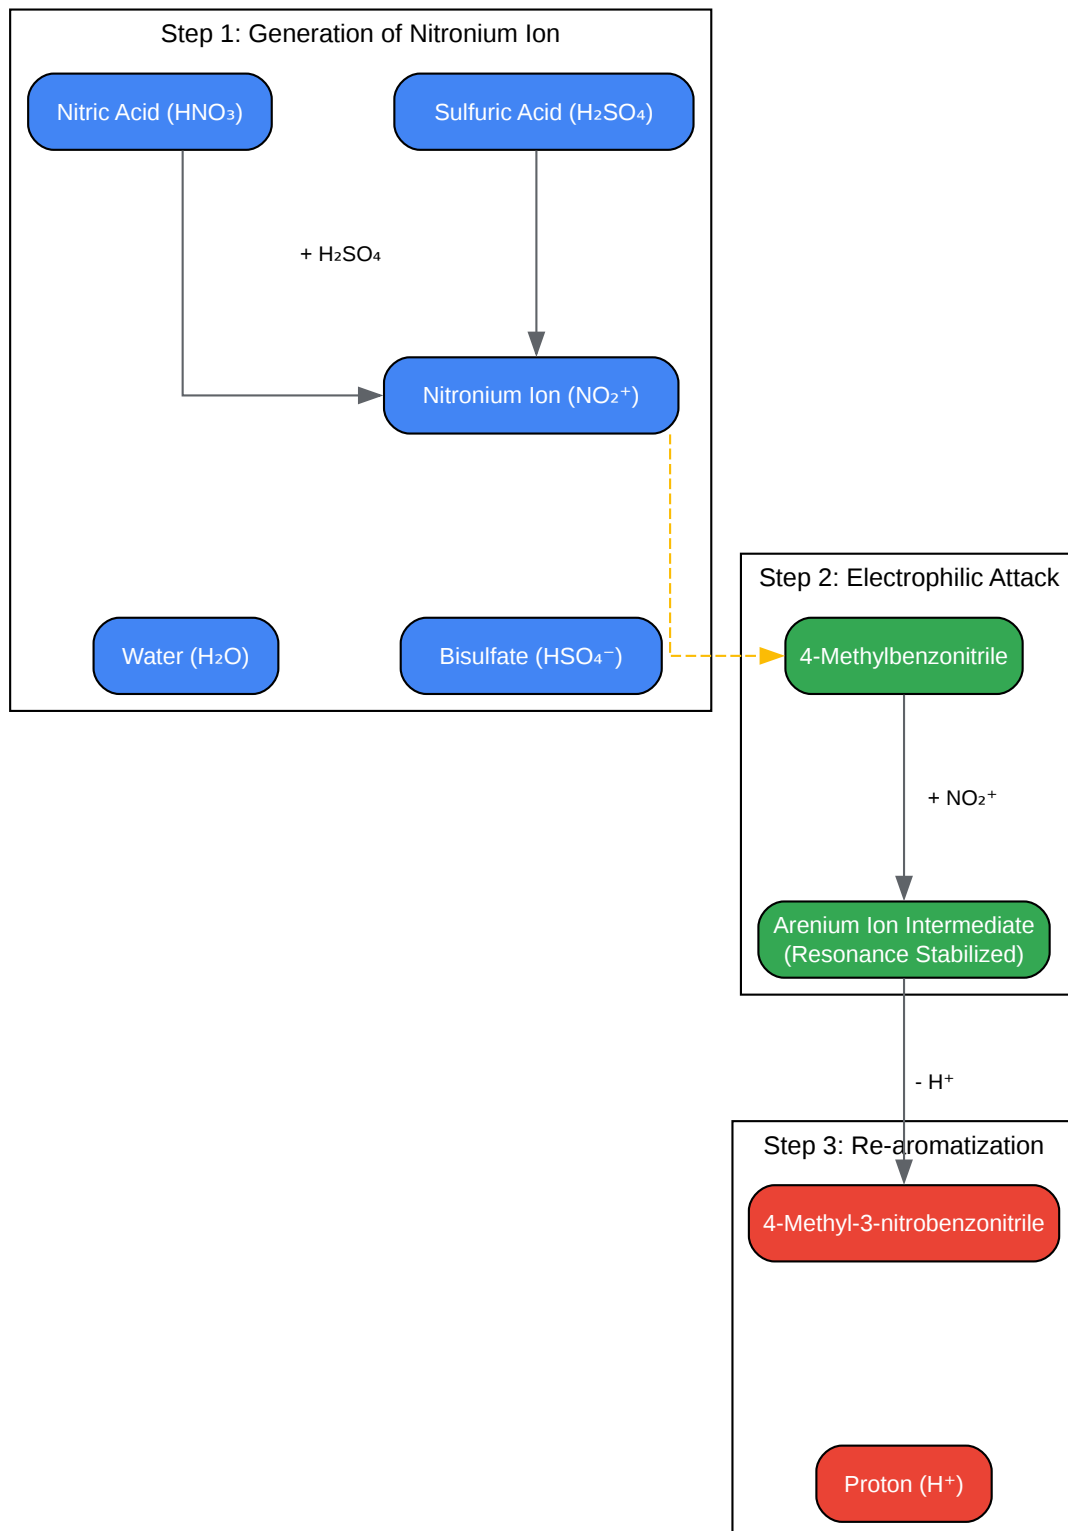 Step 1: Generation of Nitronium Ion
Nitric Acid (HNO₃)
Sulfuric Acid (H₂SO₄)
+ H₂SO₄
Nitronium Ion (NO₂⁺)
Water (H₂O)
Bisulfate (HSO₄⁻)
Step 2: Electrophilic Attack
4-Methylbenzonitrile
+ NO₂⁺
Arenium Ion Intermediate
(Resonance Stabilized)
- H⁺
Step 3: Re-aromatization
4-Methyl-3-nitrobenzonitrile
Proton (H⁺)